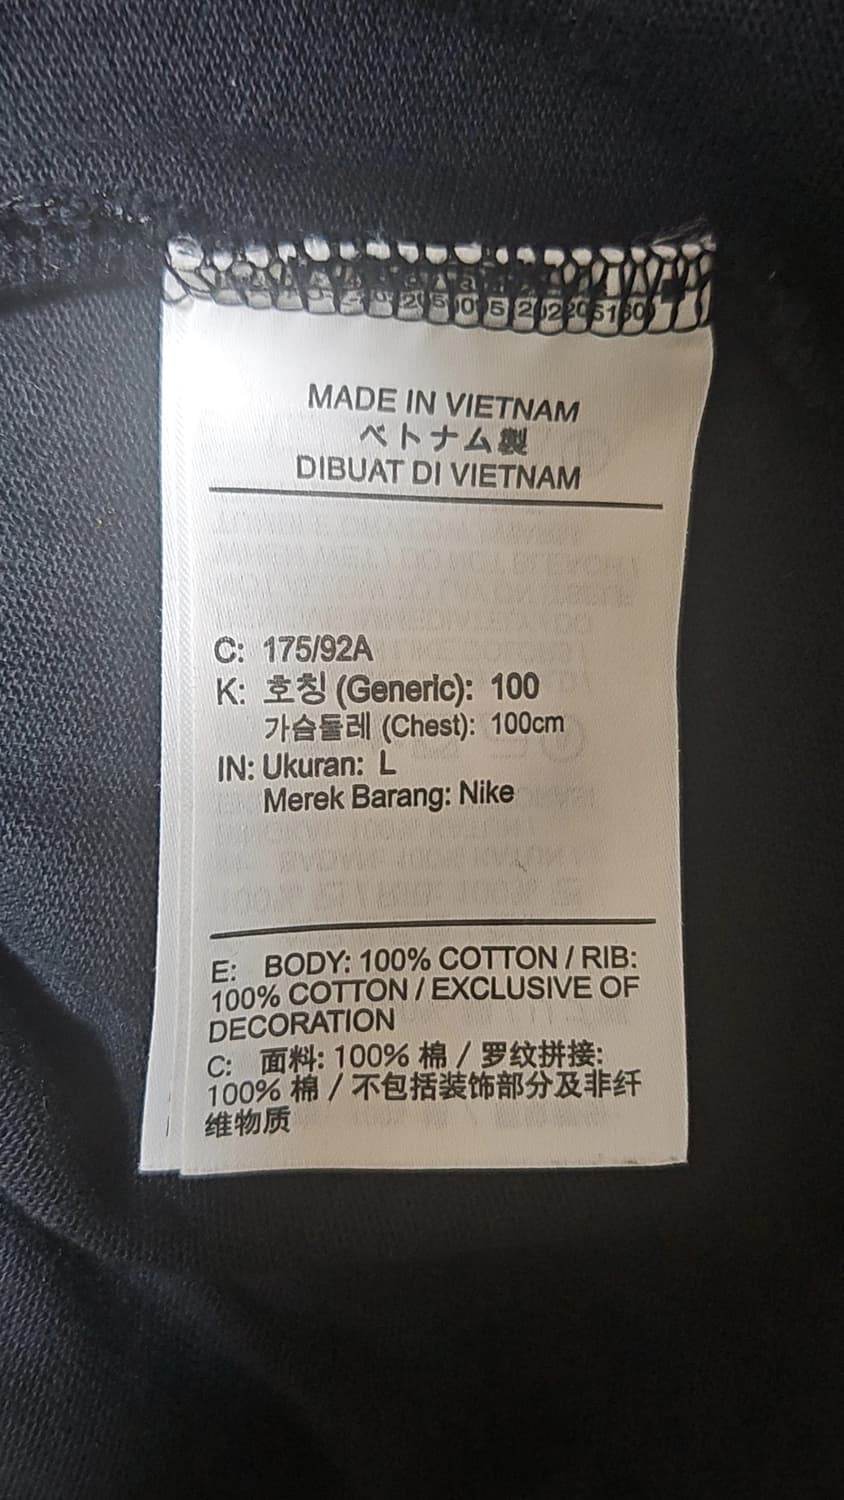 MADE IN VIETNAM
ベトナム製
DIBUAT DI VIETNAM
C: 175/92A
K: 호칭 (Generic): 100
가슴둘레 (Chest): 100cm
IN: Ukuran: L
Merek Barang: Nike
E: BODY: 100% COTTON / RIB:
100% COTTON / EXCLUSIVE OF
DECORATION
C: 面料: 100% 棉 / 罗纹拼接:
100% 棉 / 不包括装饰部分及非纤
维物质